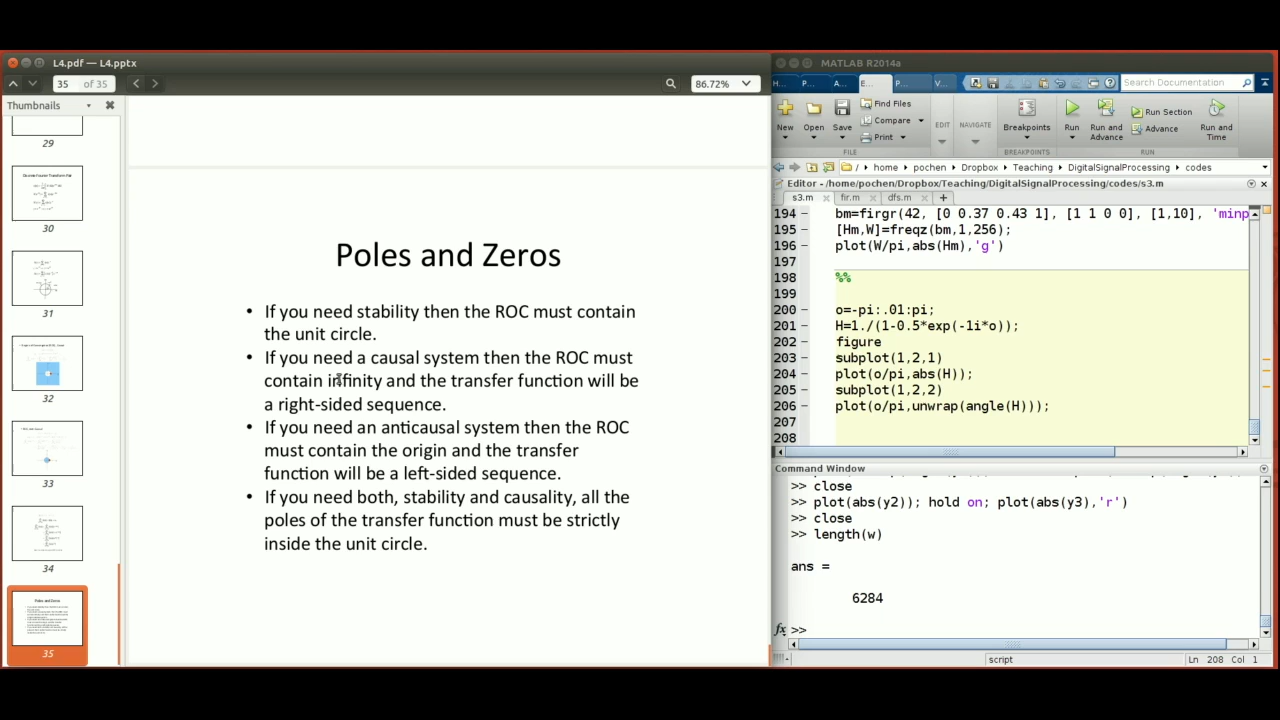 L4.pdf — L4.pptx
35 of 35
86.72%
Thumbnails
29
30
31
32
33
34
35
Poles and Zeros
• If you need stability then the ROC must contain
the unit circle.
• If you need a causal system then the ROC must
contain infinity and the transfer function will be
a right-sided sequence.
• If you need an anticausal system then the ROC
must contain the origin and the transfer
function will be a left-sided sequence.
• If you need both, stability and causality, all the
poles of the transfer function must be strictly
inside the unit circle.
MATLAB R2014a
H... P... A... E... P... V...
Search Documentation
New
Open
Save
Find Files
Compare
Print
FILE
EDIT
NAVIGATE
Breakpoints
BREAKPOINTS
Run
Run and
Advance
Run Section
Advance
Run and
Time
RUN
/ home pochen Dropbox Teaching DigitalSignalProcessing codes
Editor - /home/pochen/Dropbox/Teaching/DigitalSignalProcessing/codes/s3.m
s3.m fir.m dfs.m
194 – bm=firgr(42, [0 0.37 0.43 1], [1 1 0 0], [1,10], 'minp
195 – [Hm,W]=freqz(bm,1,256);
196 – plot(W/pi,abs(Hm),'g')
197
198 %%
199
200 – o=-pi:.01:pi;
201 – H=1./(1-0.5*exp(-1i*o));
202 – figure
203 – subplot(1,2,1)
204 – plot(o/pi,abs(H));
205 – subplot(1,2,2)
206 – plot(o/pi,unwrap(angle(H)));
207
208
Command Window
>> close
>> plot(abs(y2)); hold on; plot(abs(y3),'r')
>> close
>> length(w)
ans =
6284
fx >>
script
Ln 208 Col 1